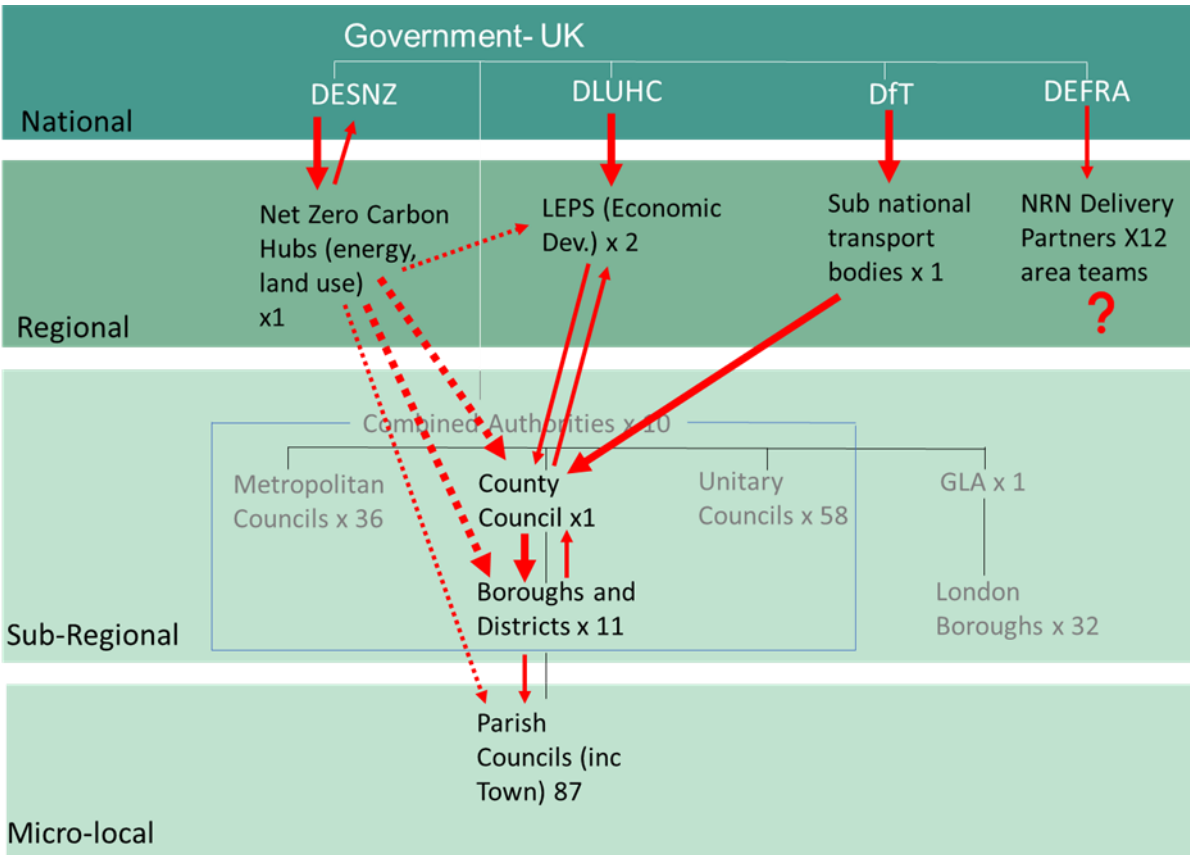 Government- UK
DESNZ
DLUHC
DfT
DEFRA
National
Net Zero Carbon
Hubs (energy,
land use)
x1
LEPS (Economic
Dev.) x 2
Sub national
transport
bodies x 1
NRN Delivery
Partners X12
area teams
?
Regional
Combined Authorities x 10
Metropolitan
Councils x 36
County
Council x1
Unitary
Councils x 58
GLA x 1
Boroughs and
Districts x 11
London
Boroughs x 32
Sub-Regional
Parish
Councils (inc
Town) 87
Micro-local